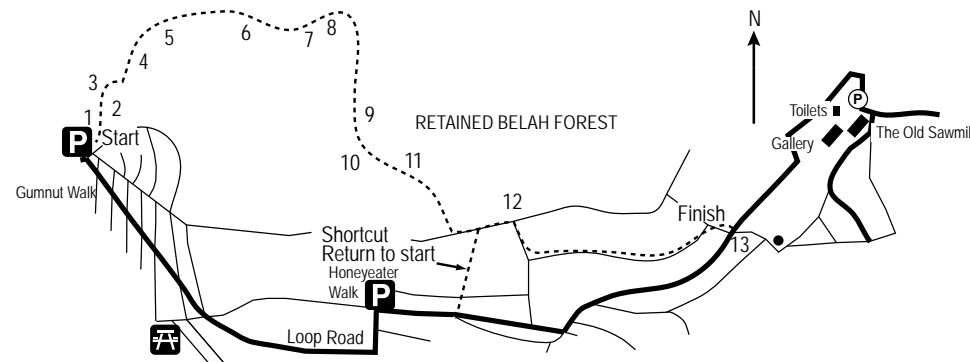 5
6
7
8
4
3
1
2
P
Start
Gumnut Walk
9
10
11
12
RETAINED BELAH FOREST
N
P
Toilets
Gallery
The Old Sawmil
Finish
13
Shortcut
Return to start
Honeyeater
Walk
P
Loop Road